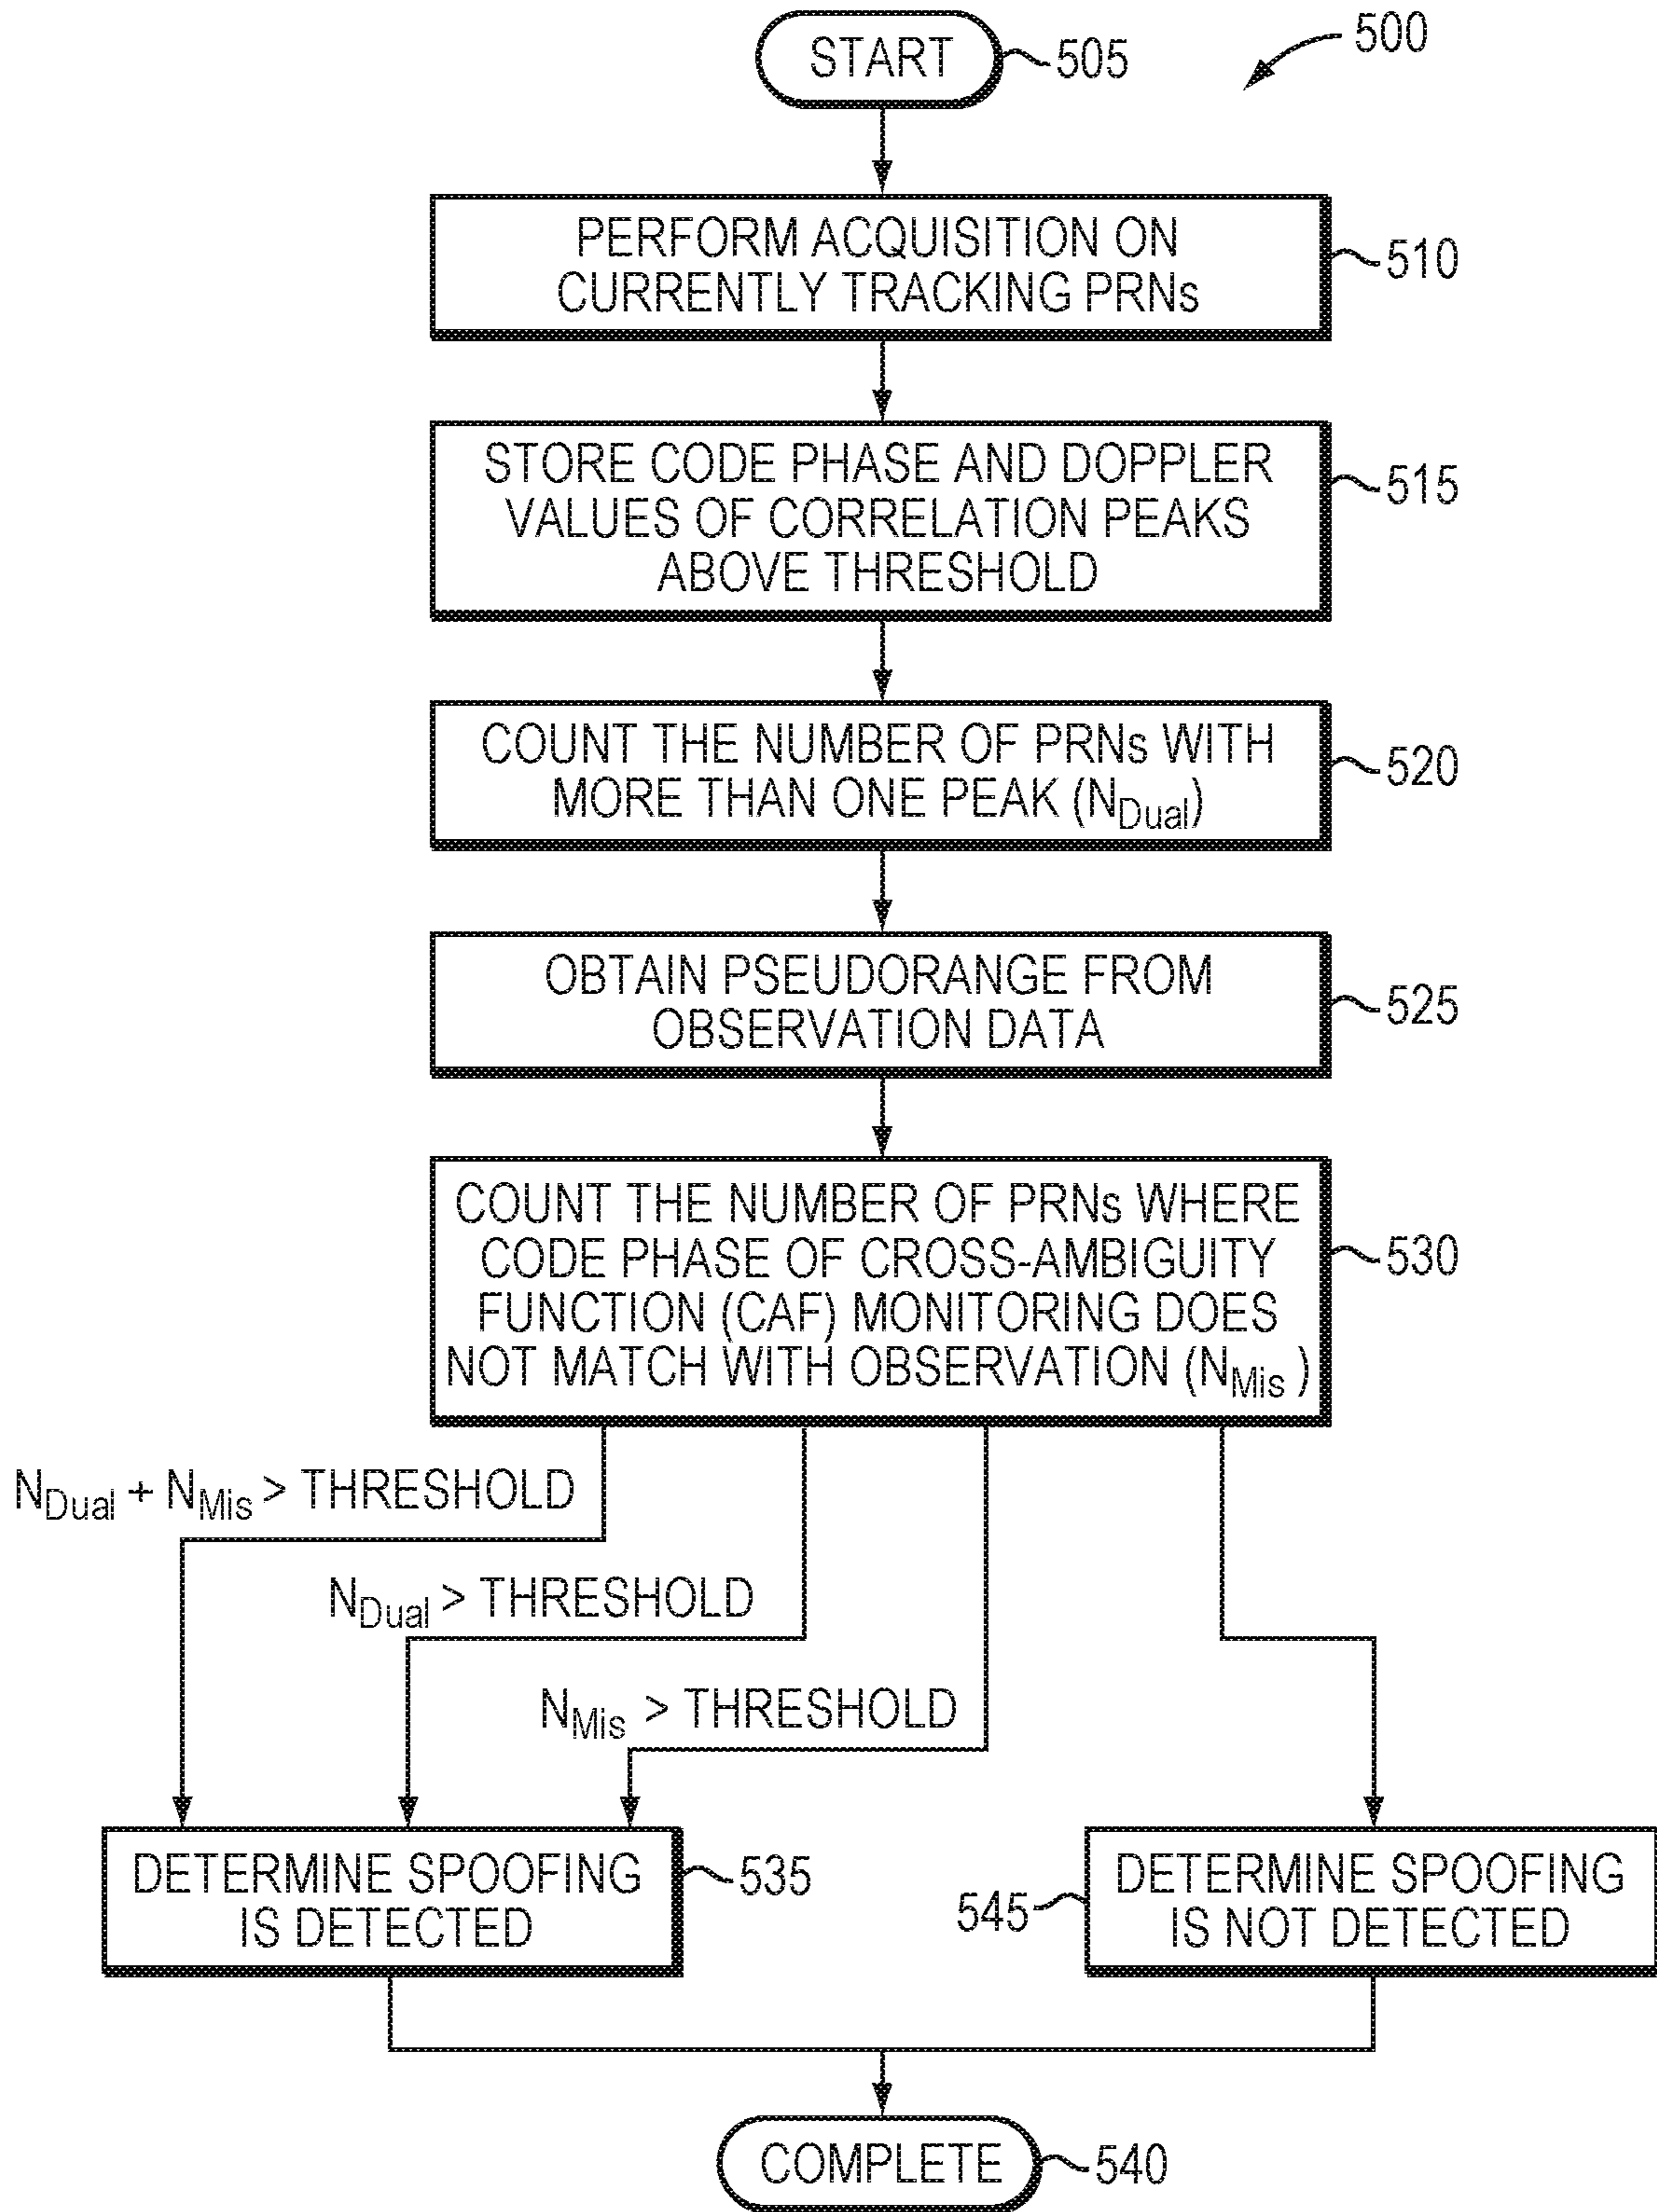 START
505
500
PERFORM ACQUISITION ON
CURRENTLY TRACKING PRNs
510
STORE CODE PHASE AND DOPPLER
VALUES OF CORRELATION PEAKS
ABOVE THRESHOLD
515
COUNT THE NUMBER OF PRNs WITH
MORE THAN ONE PEAK (NDual)
520
OBTAIN PSEUDORANGE FROM
OBSERVATION DATA
525
COUNT THE NUMBER OF PRNs WHERE
CODE PHASE OF CROSS-AMBIGUITY
FUNCTION (CAF) MONITORING DOES
NOT MATCH WITH OBSERVATION (NMis )
530
NDual + NMis > THRESHOLD
NDual > THRESHOLD
NMis > THRESHOLD
DETERMINE SPOOFING
IS DETECTED
535
545
DETERMINE SPOOFING
IS NOT DETECTED
COMPLETE
540